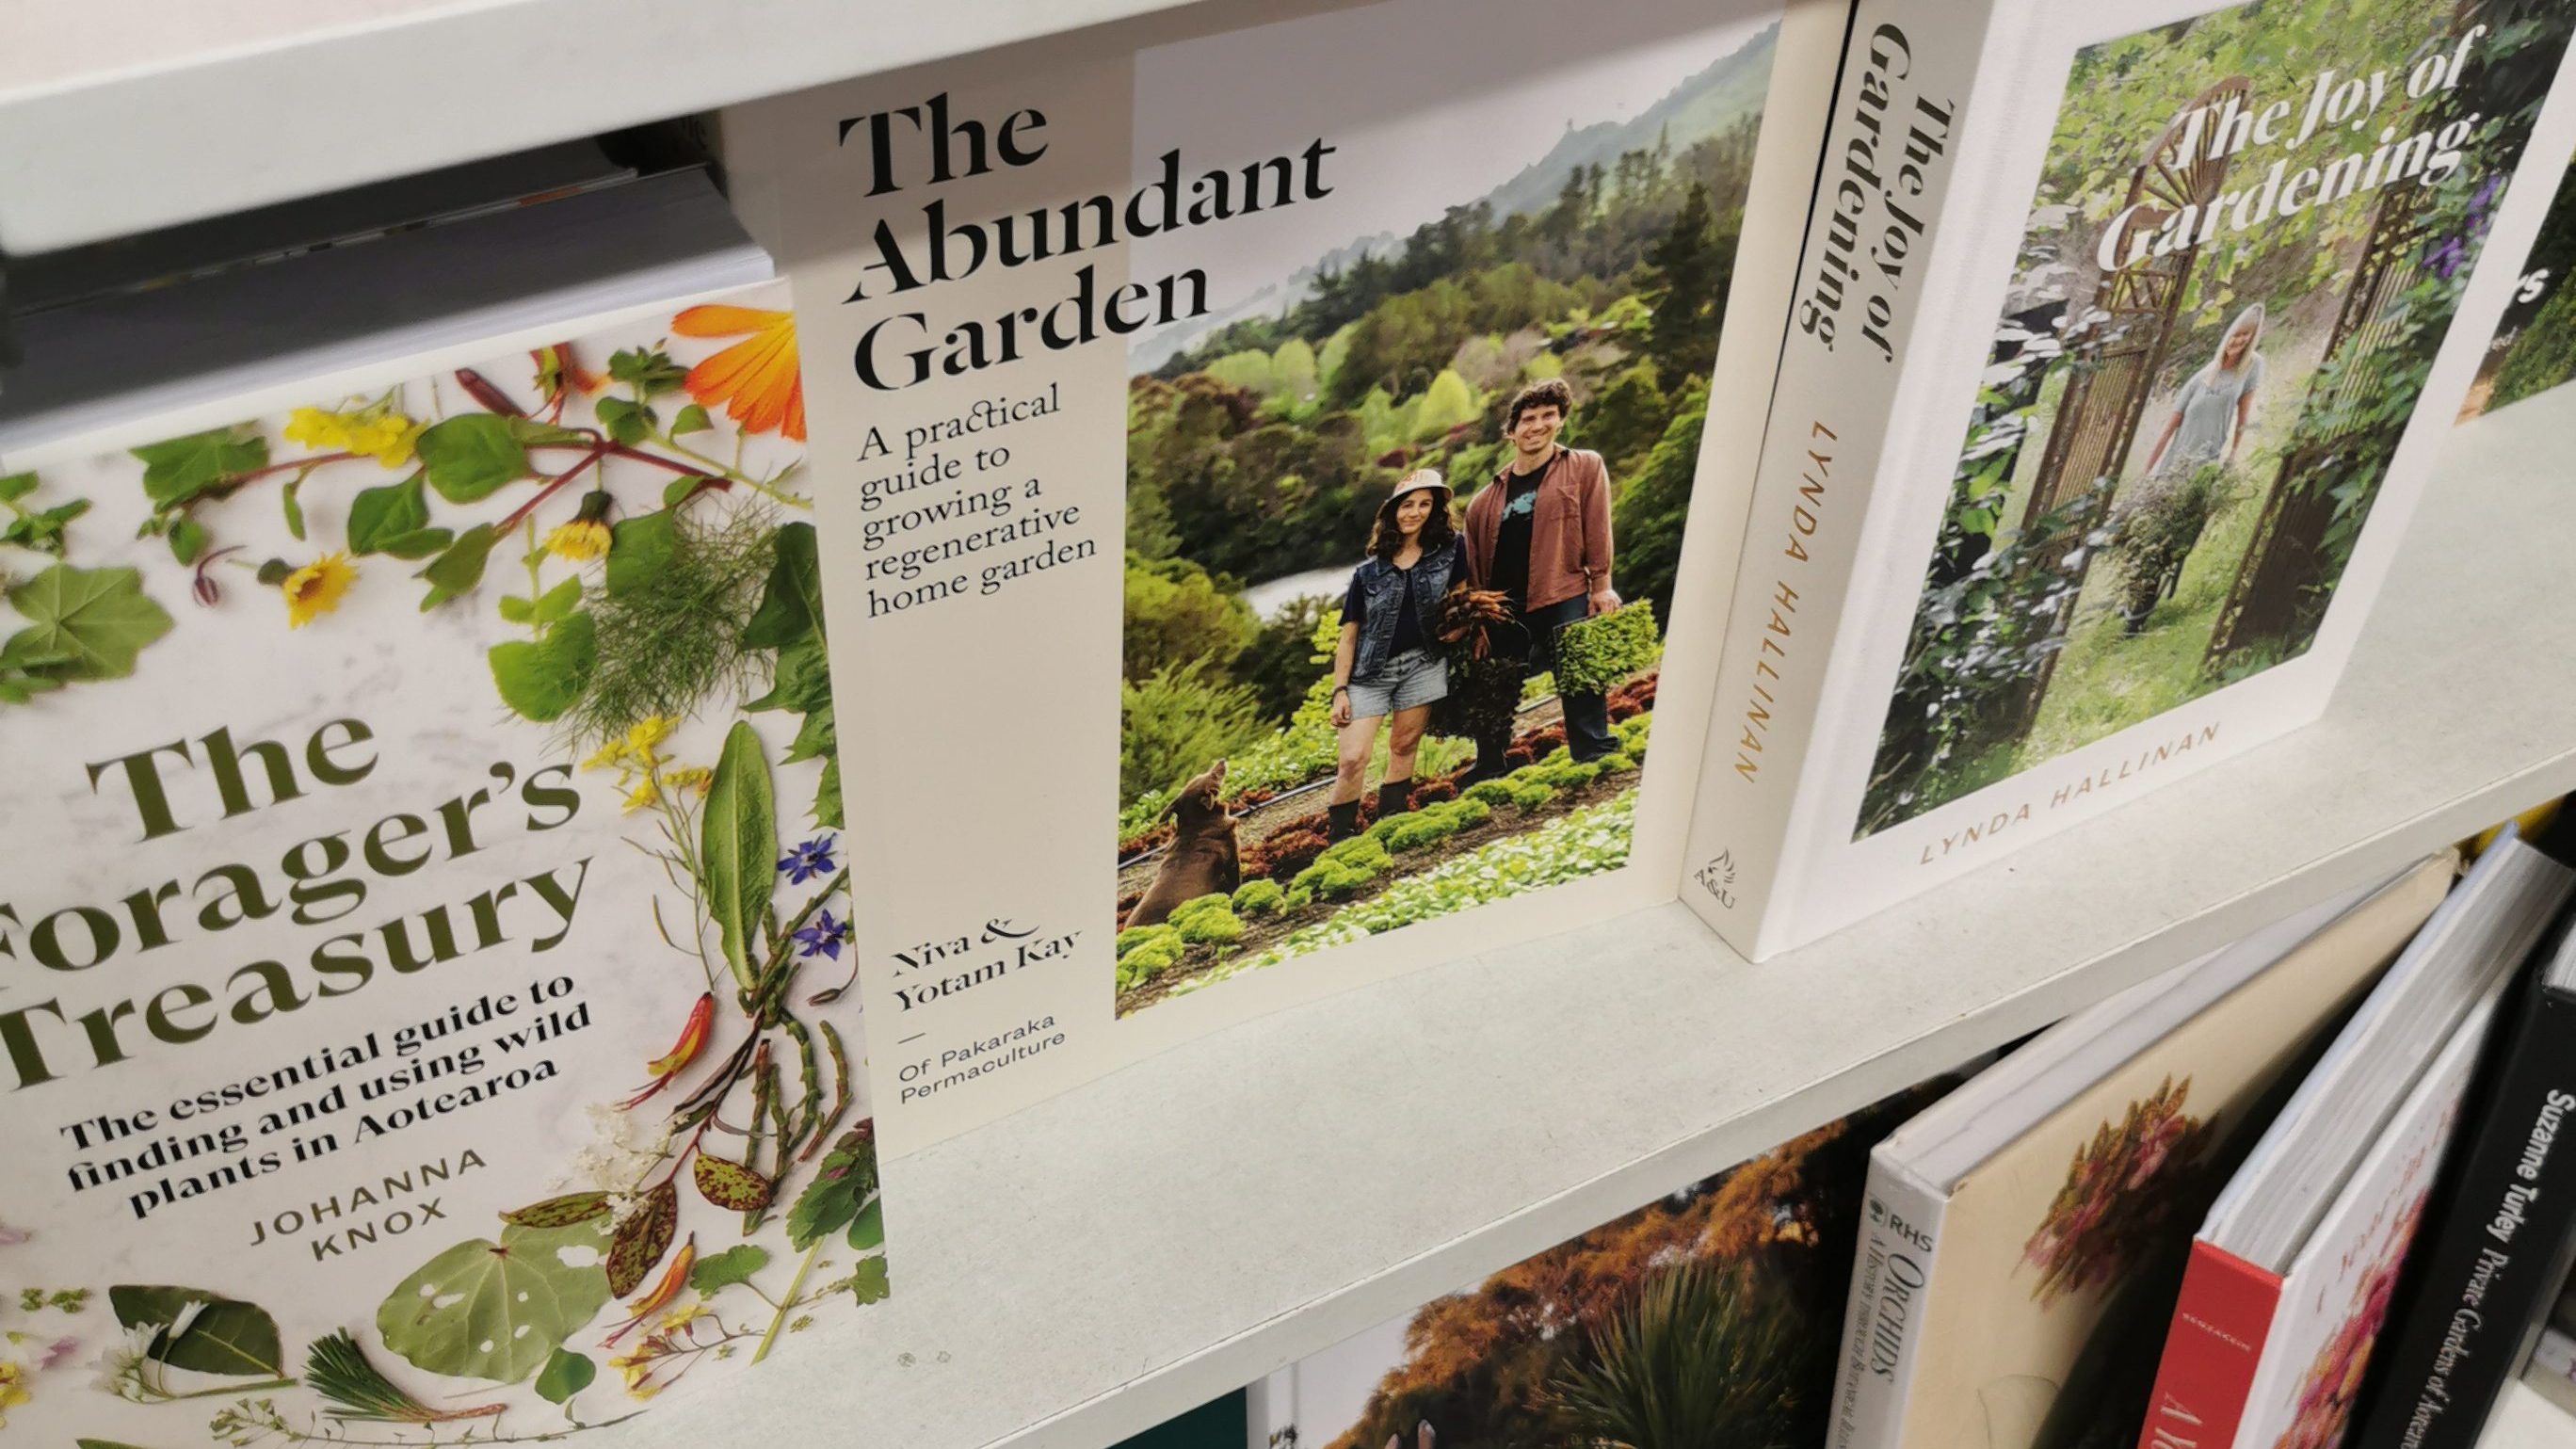 The
Forager's
Treasury
The essential guide to
finding and using wild
plants in Aotearoa
JOHANNA
KNOX
The
Abundant
Garden
A practical
guide to
growing a
regenerative
home garden
Niva &
Yotam Kay
—
Of Pakaraka
Permaculture
The Joy of
Gardening
LYNDA HALLINAN
A&U
The Joy of
Gardening
LYNDA HALLINAN
RHS
ORCHIDS
Suzanne Turley Private Gardens of